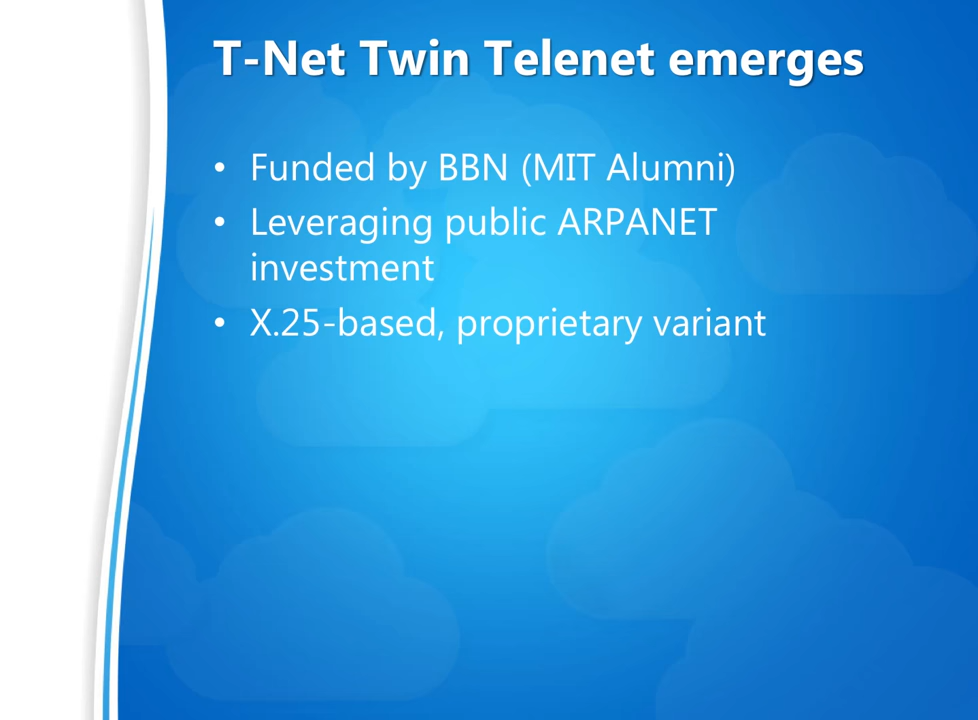 T-Net Twin Telenet emerges
• Funded by BBN (MIT Alumni)
• Leveraging public ARPANET
investment
• X.25-based, proprietary variant